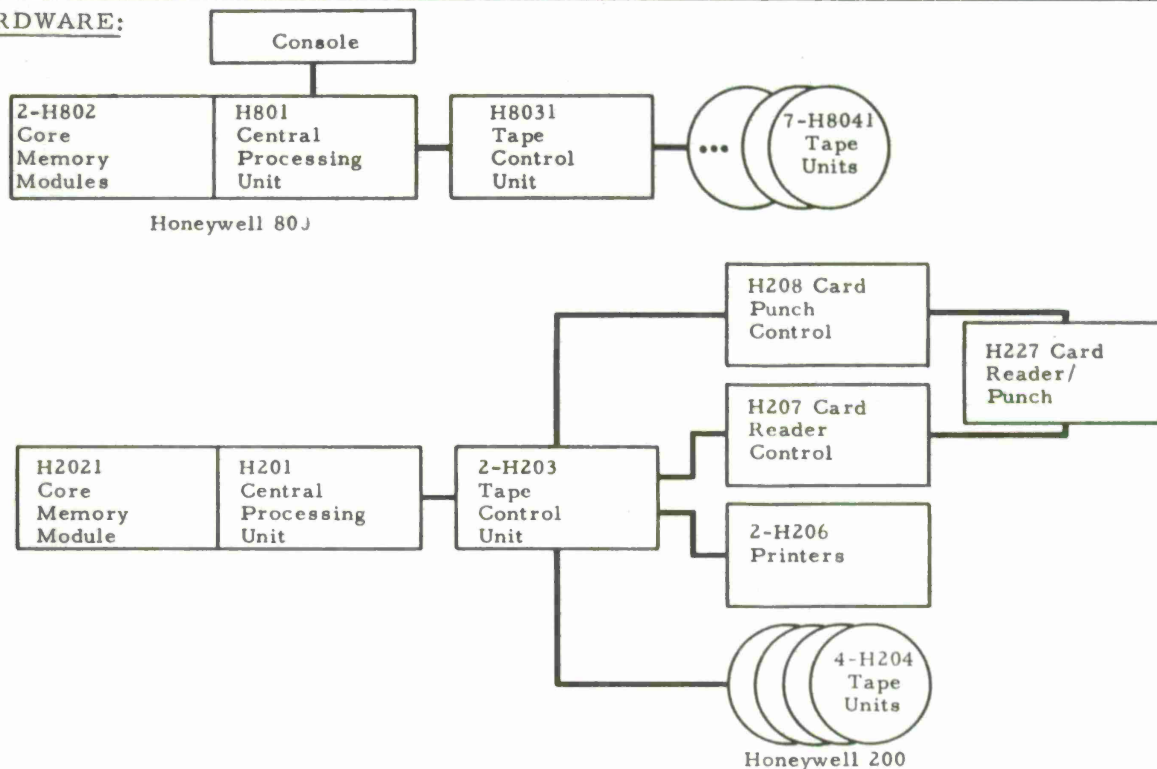 RDWARE:
Console
2-H802
Core
Memory
Modules
H801
Central
Processing
Unit
H8031
Tape
Control
Unit
...
7-H8041
Tape
Units
Honeywell 800
H208 Card
Punch
Control
H227 Card
Reader/
Punch
H207 Card
Reader
Control
H2021
Core
Memory
Module
H201
Central
Processing
Unit
2-H203
Tape
Control
Unit
2-H206
Printers
4-H204
Tape
Units
Honeywell 200